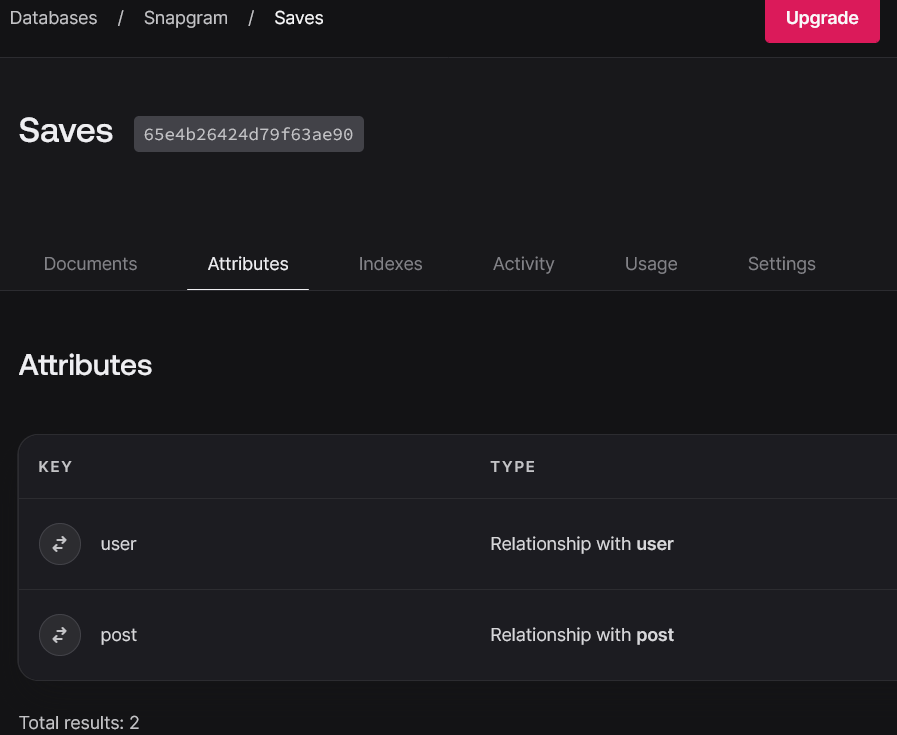 Databases / Snapgram / Saves Upgrade
Saves 65e4b26424d79f63ae90
Documents Attributes Indexes Activity Usage Settings
Attributes
KEY TYPE
user Relationship with user
post Relationship with post
Total results: 2